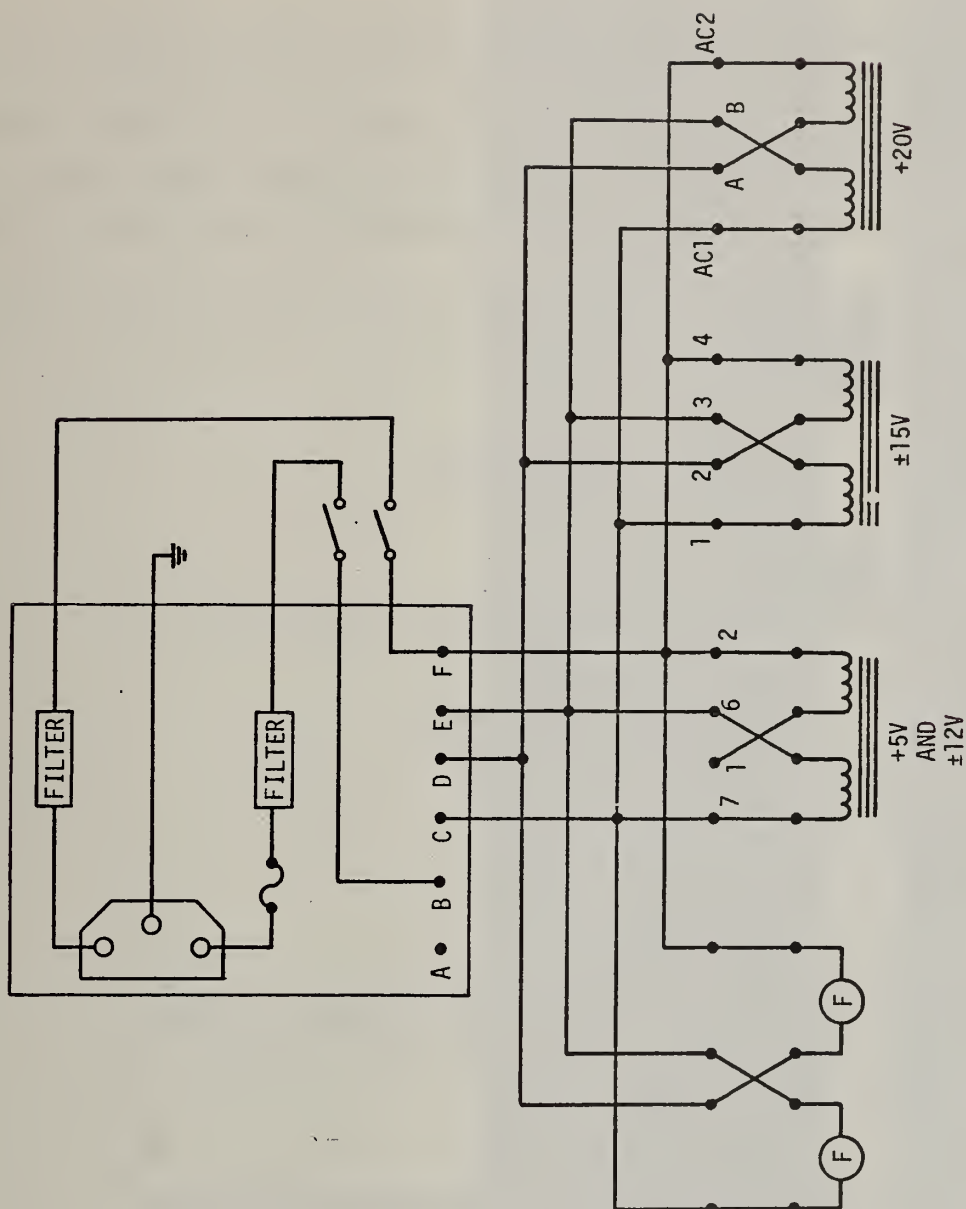 FILTER
FILTER
A B C D E F
7 1 6 2
1 2 3 4
AC1 A B AC2
F F
+5V
AND
±12V
±15V
+20V